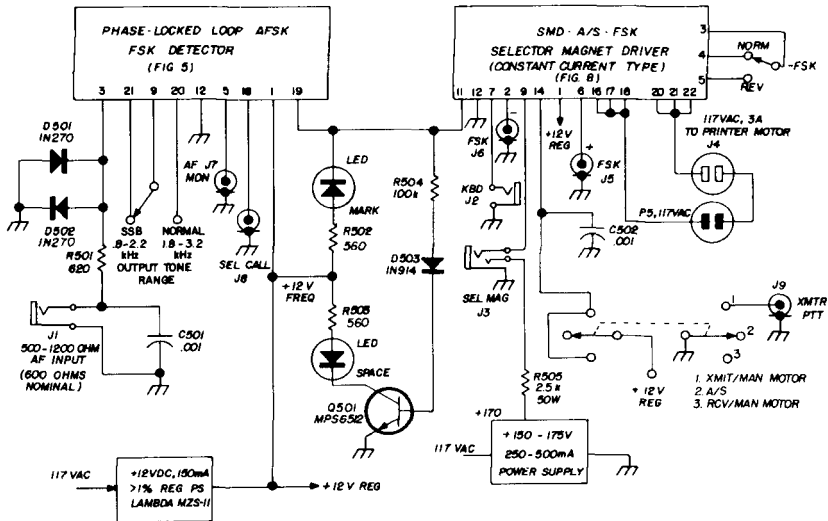 PHASE-LOCKED LOOP AFSK
FSK DETECTOR
(FIG 5)
3 21 9 20 12 5 18 1 19
SMD-A/S-FSK
SELECTOR MAGNET DRIVER
(CONSTANT CURRENT TYPE)
(FIG. 8)
11 12 7 2 9 14 1 6 16 17 18 20 21 22
3
4
5
NORM
-FSK
REV
D501
1N270
D502
1N270
R501
620
J1
500-1200 OHM
AF INPUT
(600 OHMS
NOMINAL)
C501
.001
SSB
.8-2.2
kHz
NORMAL
1.8-3.2
kHz
OUTPUT TONE
RANGE
AF J7
MON
SEL CALL
J8
LED
MARK
R502
560
+12V
FREQ
R503
560
LED
SPACE
Q501
MPS6512
R504
100k
D503
1N914
-
FSK
J6
KBD
J2
SEL MAG
J3
+12V
REG
+
FSK
J5
117VAC, 3A
TO PRINTER MOTOR
J4
P5, 117VAC
C502
.001
R505
2.5k
50W
+170
+150-175V
250-500mA
POWER SUPPLY
117 VAC
+12V
REG
1
2
3
J9
XMTR
PTT
1. XMIT/MAN MOTOR
2. A/S
3. RCV/MAN MOTOR
117 VAC
+12VDC, 150mA
>1% REG PS
LAMBDA MZS-11
+12V REG